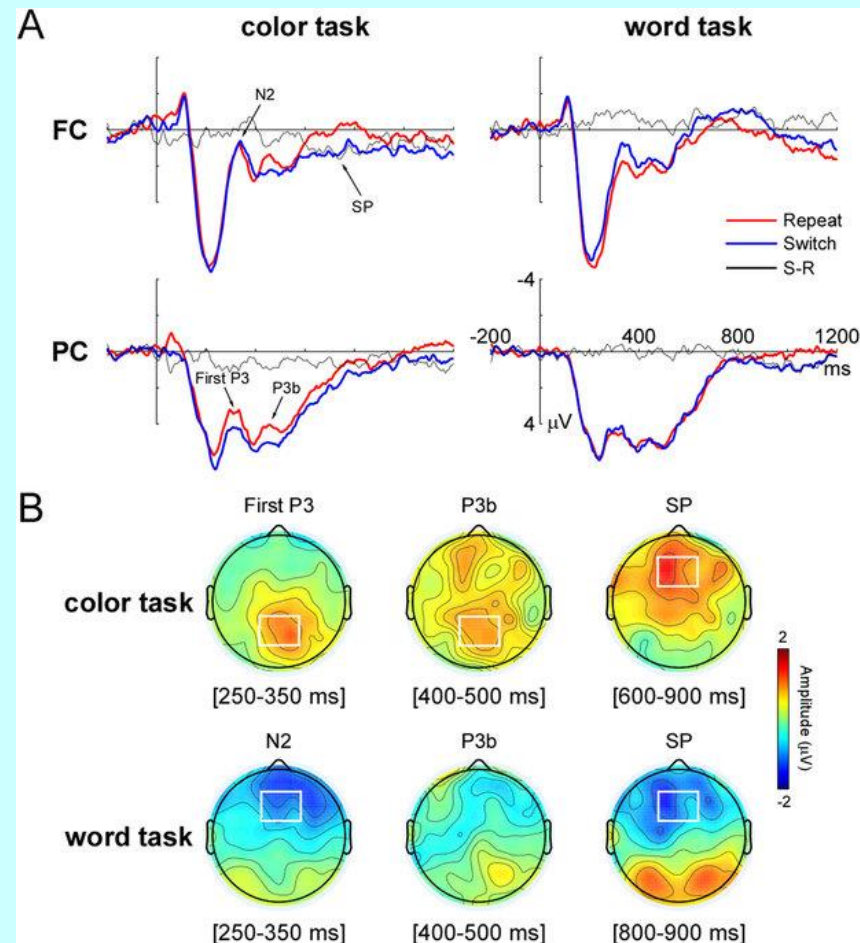 A
color task
word task
FC
N2
SP
Repeat
Switch
S-R
PC
First P3
P3b
-4
-200
400
800
1200
ms
4
μV
B
First P3
P3b
SP
color task
[250-350 ms]
[400-500 ms]
[600-900 ms]
2
Amplitude (μV)
-2
N2
P3b
SP
word task
[250-350 ms]
[400-500 ms]
[800-900 ms]